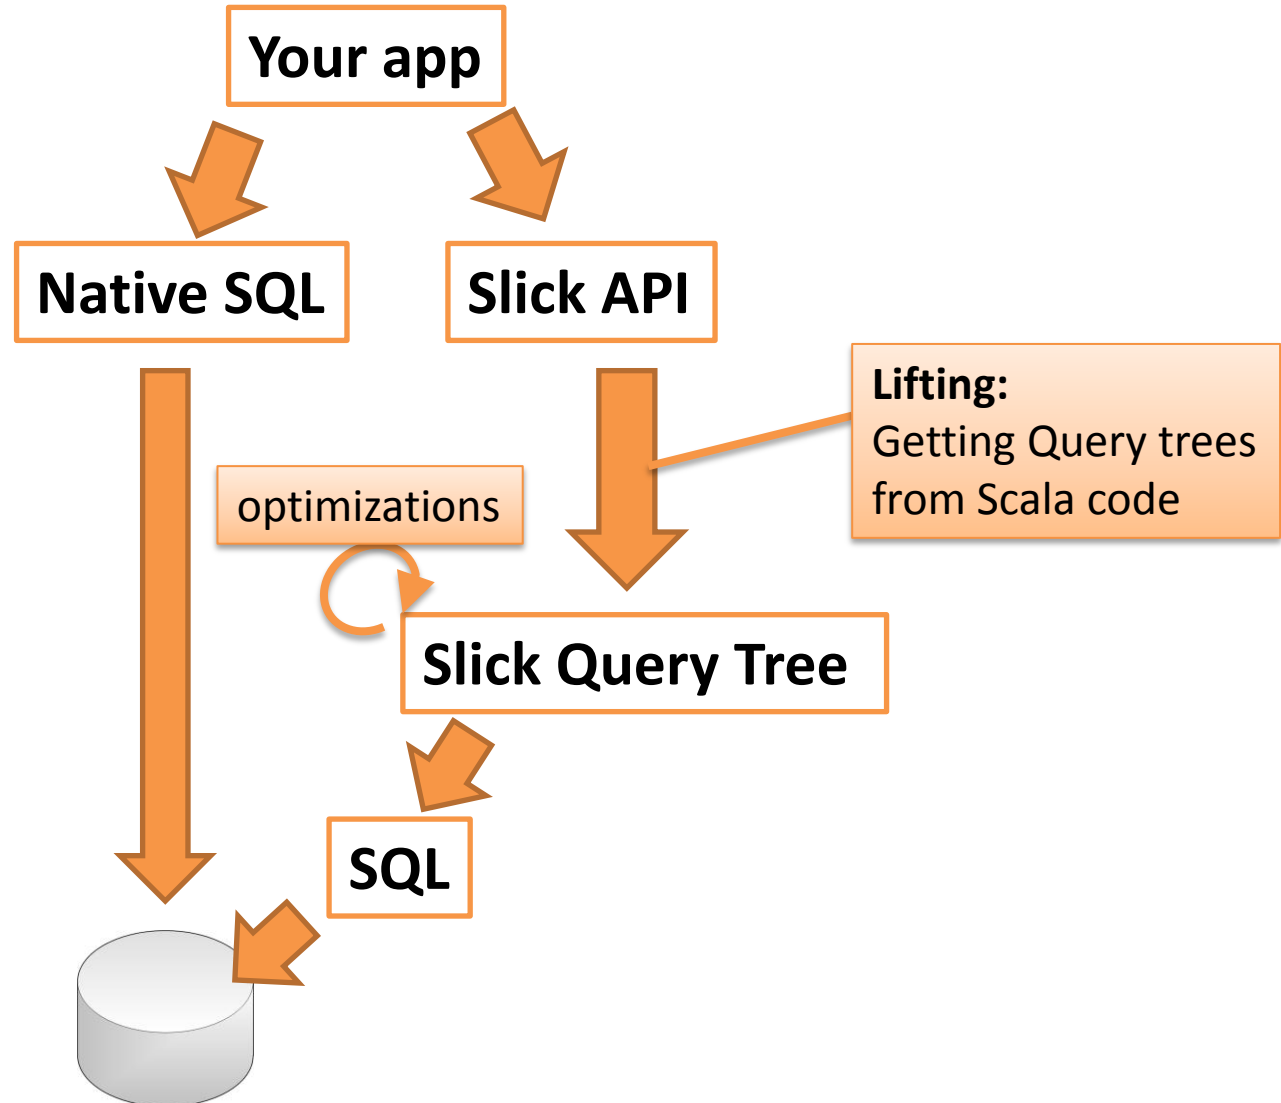 Your app
Native SQL
Slick API
Lifting:
Getting Query trees
from Scala code
optimizations
Slick Query Tree
SQL